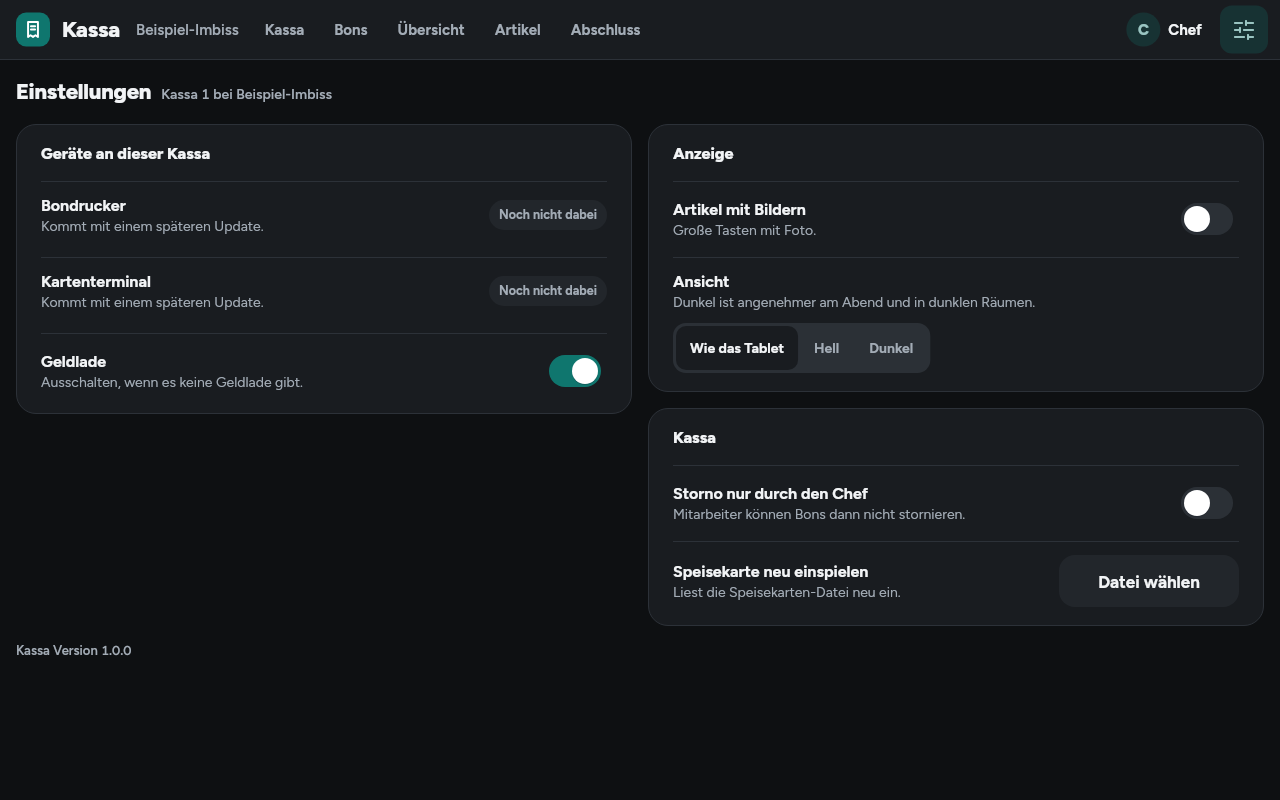 Kassa Beispiel-Imbiss Kassa Bons Übersicht Artikel Abschluss C Chef
Einstellungen Kassa 1 bei Beispiel-Imbiss
Geräte an dieser Kassa
Bondrucker
Kommt mit einem späteren Update.
Noch nicht dabei
Kartenterminal
Kommt mit einem späteren Update.
Noch nicht dabei
Geldlade
Ausschalten, wenn es keine Geldlade gibt.
Anzeige
Artikel mit Bildern
Große Tasten mit Foto.
Ansicht
Dunkel ist angenehmer am Abend und in dunklen Räumen.
Wie das Tablet Hell Dunkel
Kassa
Storno nur durch den Chef
Mitarbeiter können Bons dann nicht stornieren.
Speisekarte neu einspielen
Liest die Speisekarten-Datei neu ein.
Datei wählen
Kassa Version 1.0.0